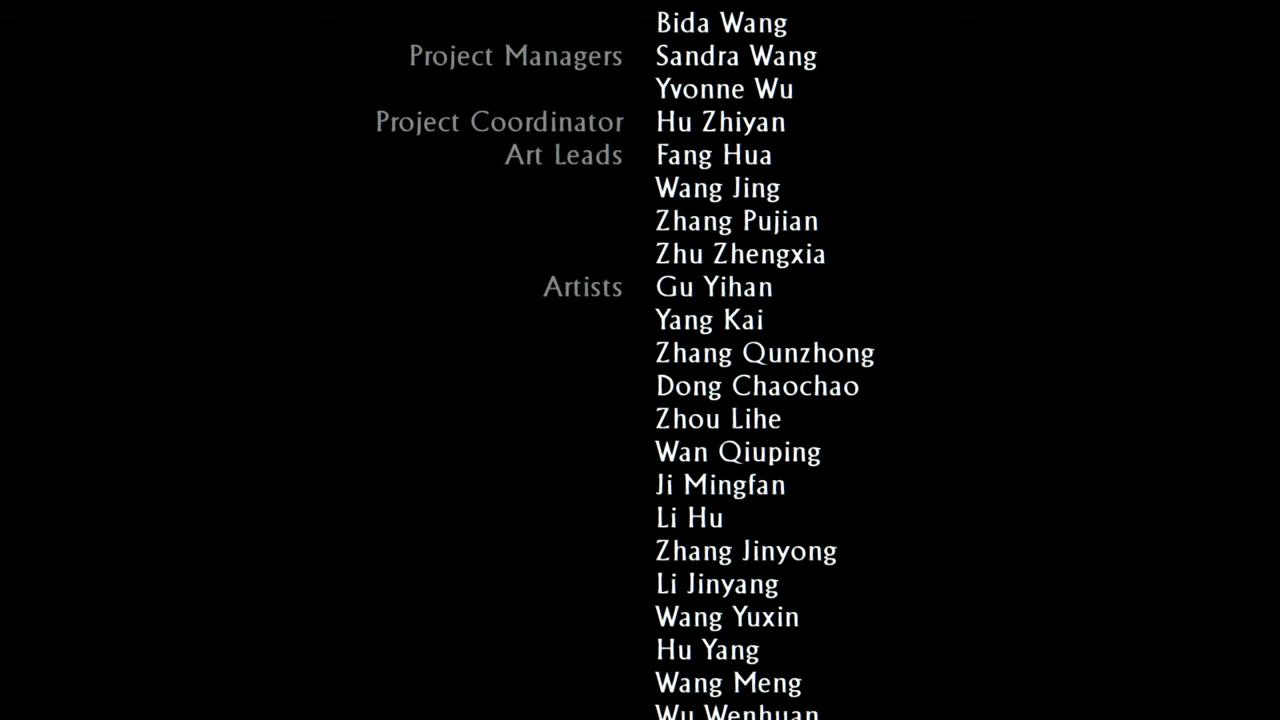 Bida Wang
Project Managers Sandra Wang
Yvonne Wu
Project Coordinator Hu Zhiyan
Art Leads Fang Hua
Wang Jing
Zhang Pujian
Zhu Zhengxia
Artists Gu Yihan
Yang Kai
Zhang Qunzhong
Dong Chaochao
Zhou Lihe
Wan Qiuping
Ji Mingfan
Li Hu
Zhang Jinyong
Li Jinyang
Wang Yuxin
Hu Yang
Wang Meng
Wu Wenhuan